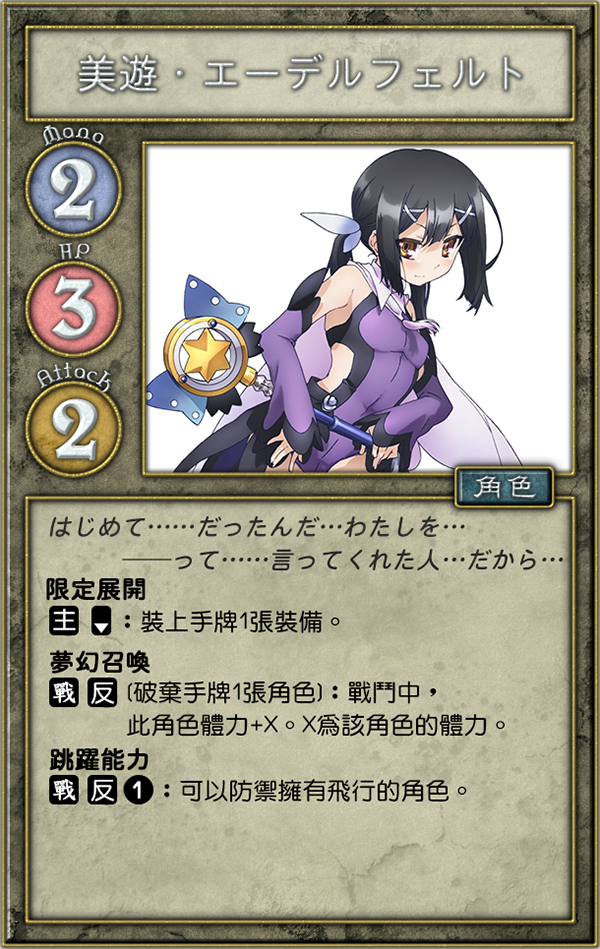 美遊・エーデルフェルト
Mana
2
HP
3
Attack
2
角色
はじめて……だったんだ…わたしを…
──って……言ってくれた人…だから…
限定展開
主 ▼：裝上手牌1張裝備。
夢幻召喚
戰 反 (破棄手牌1張角色)：戰鬥中，
此角色體力+X。X為該角色的體力。
跳躍能力
戰 反 1：可以防禦擁有飛行的角色。